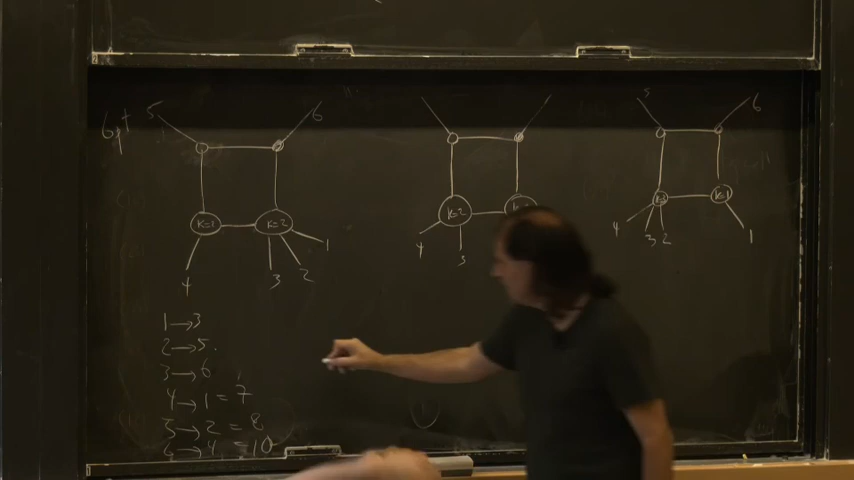 6pt
5 6
5 6
K=2
K=1
K=2
4 3 2 1
4 3
4 3 2 1
1→3
2→5
3→6
4→1=7
5→2=8
6→4=10